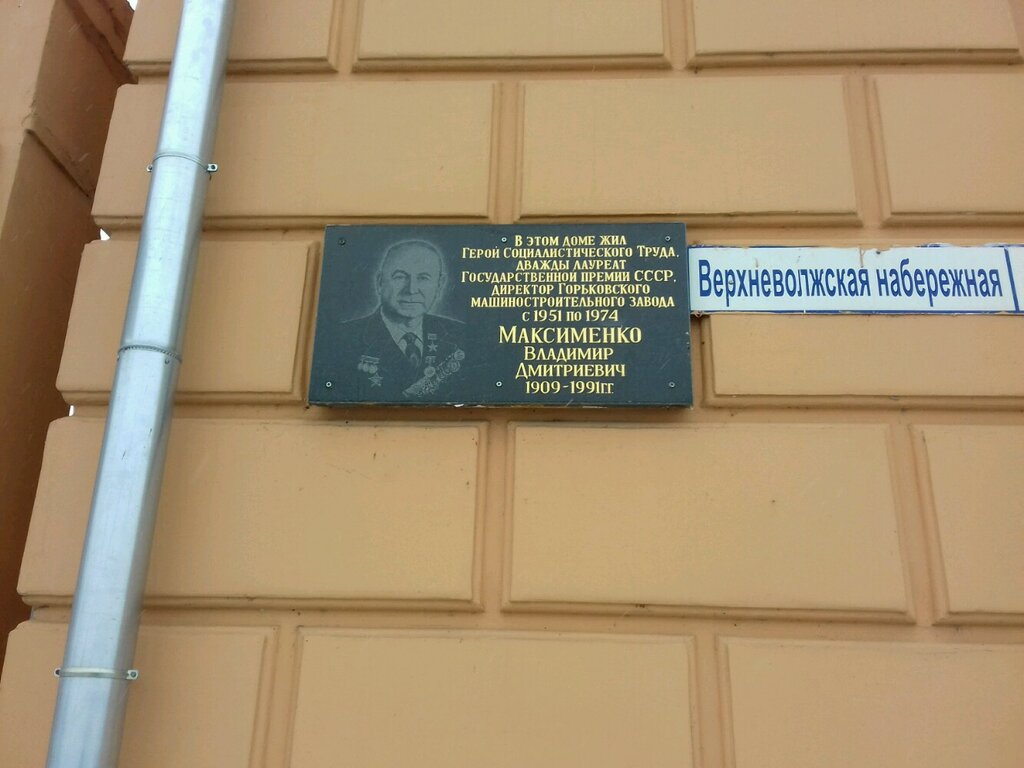 В ЭТОМ ДОМЕ ЖИЛ
ГЕРОЙ СОЦИАЛИСТИЧЕСКОГО ТРУДА,
ДВАЖДЫ ЛАУРЕАТ
ГОСУДАРСТВЕННОЙ ПРЕМИИ СССР,
ДИРЕКТОР ГОРЬКОВСКОГО
МАШИНОСТРОИТЕЛЬНОГО ЗАВОДА
С 1951 ПО 1974
МАКСИМЕНКО
ВЛАДИМИР
ДМИТРИЕВИЧ
1909-1991ГГ.
Верхневолжская набережная